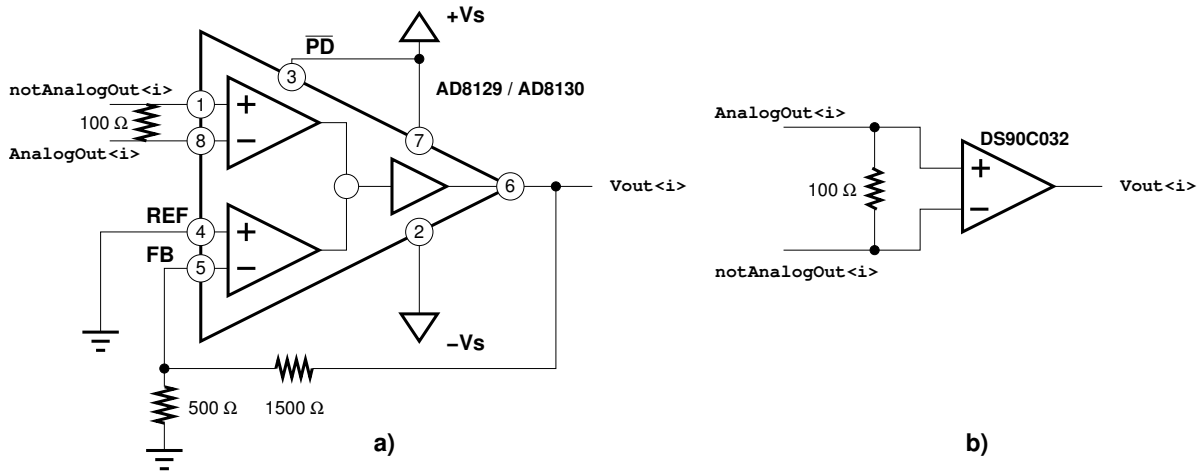 +Vs
PD
3
AD8129 / AD8130
notAnalogOut<i>
1
+
100 Ω
7
AnalogOut<i>
8
−
6
Vout<i>
REF
4
+
2
FB
5
−
−Vs
500 Ω
1500 Ω
a)
AnalogOut<i>
DS90C032
+
100 Ω
Vout<i>
−
notAnalogOut<i>
b)